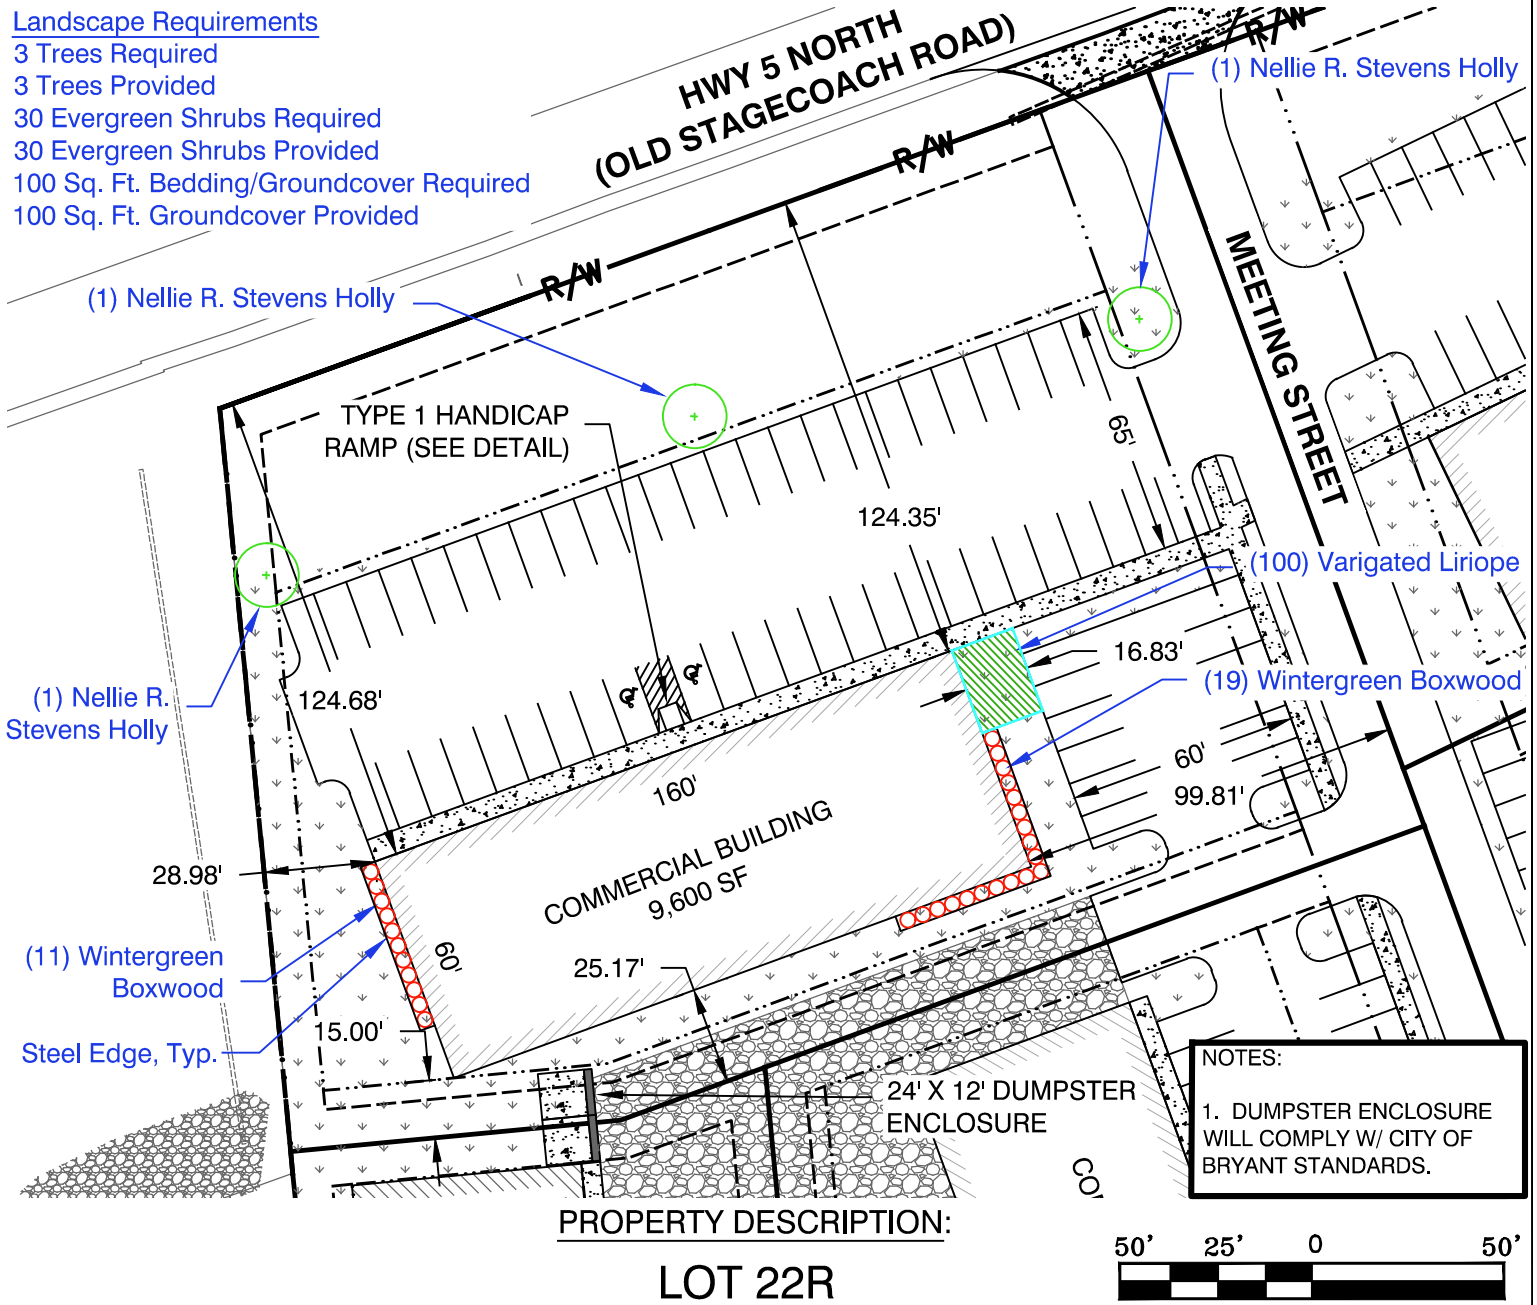 Landscape Requirements
3 Trees Required
3 Trees Provided
30 Evergreen Shrubs Required
30 Evergreen Shrubs Provided
100 Sq. Ft. Bedding/Groundcover Required
100 Sq. Ft. Groundcover Provided
HWY 5 NORTH
(OLD STAGECOACH ROAD)
R/W
(1) Nellie R. Stevens Holly
R/W
R/W
(1) Nellie R. Stevens Holly
MEETING STREET
TYPE 1 HANDICAP
RAMP (SEE DETAIL)
65'
124.35'
(100) Varigated Liriope
16.83'
(19) Wintergreen Boxwood
(1) Nellie R.
Stevens Holly
124.68'
160'
60'
99.81'
COMMERCIAL BUILDING
9,600 SF
28.98'
60'
(11) Wintergreen
Boxwood
25.17'
15.00'
Steel Edge, Typ.
24' X 12' DUMPSTER
ENCLOSURE
NOTES:
1. DUMPSTER ENCLOSURE
WILL COMPLY W/ CITY OF
BRYANT STANDARDS.
PROPERTY DESCRIPTION:
LOT 22R
50' 25' 0 50'